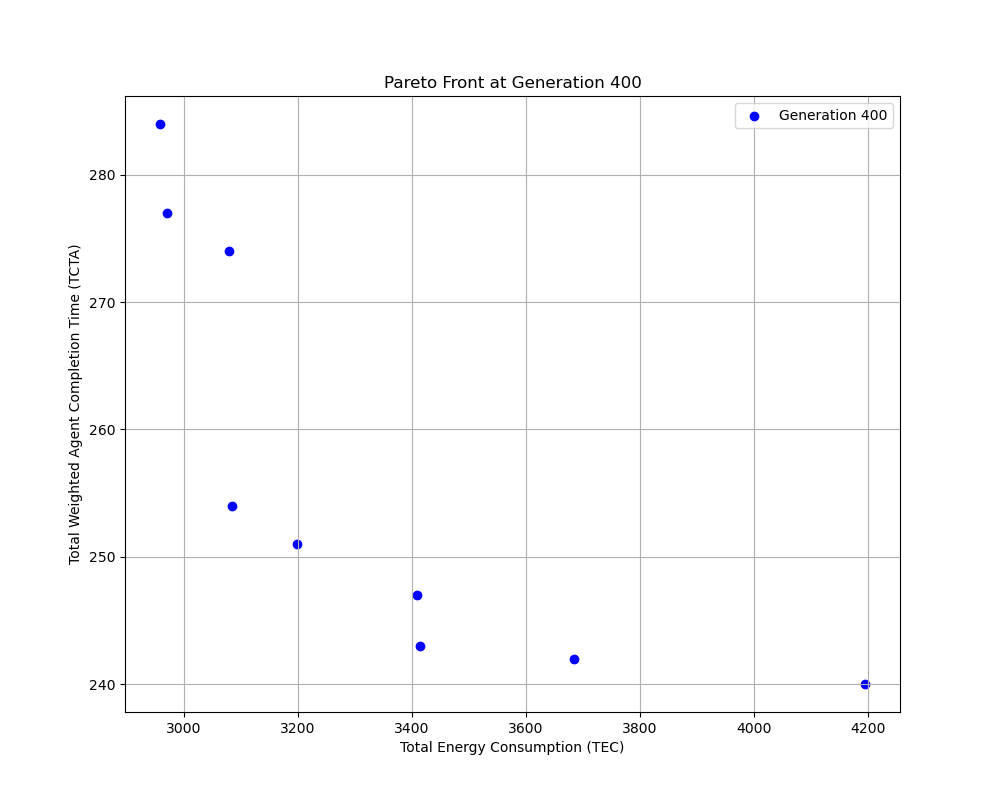 Pareto Front at Generation 400
Generation 400
Total Weighted Agent Completion Time (TCTA)
280
270
260
250
240
3000 3200 3400 3600 3800 4000 4200
Total Energy Consumption (TEC)